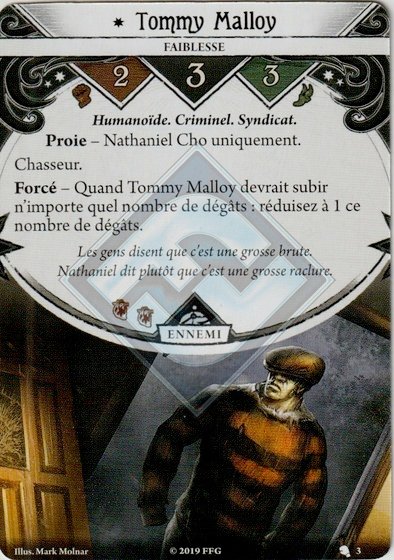 Tommy Malloy
FAIBLESSE
2 3 3
Humanoïde. Criminel. Syndicat.
Proie – Nathaniel Cho uniquement.
Chasseur.
Forcé – Quand Tommy Malloy devrait subir
n'importe quel nombre de dégâts : réduisez à 1 ce
nombre de dégâts.
Les gens disent que c'est une grosse brute.
Nathaniel dit plutôt que c'est une grosse raclure.
ENNEMI
Illus. Mark Molnar © 2019 FFG 3